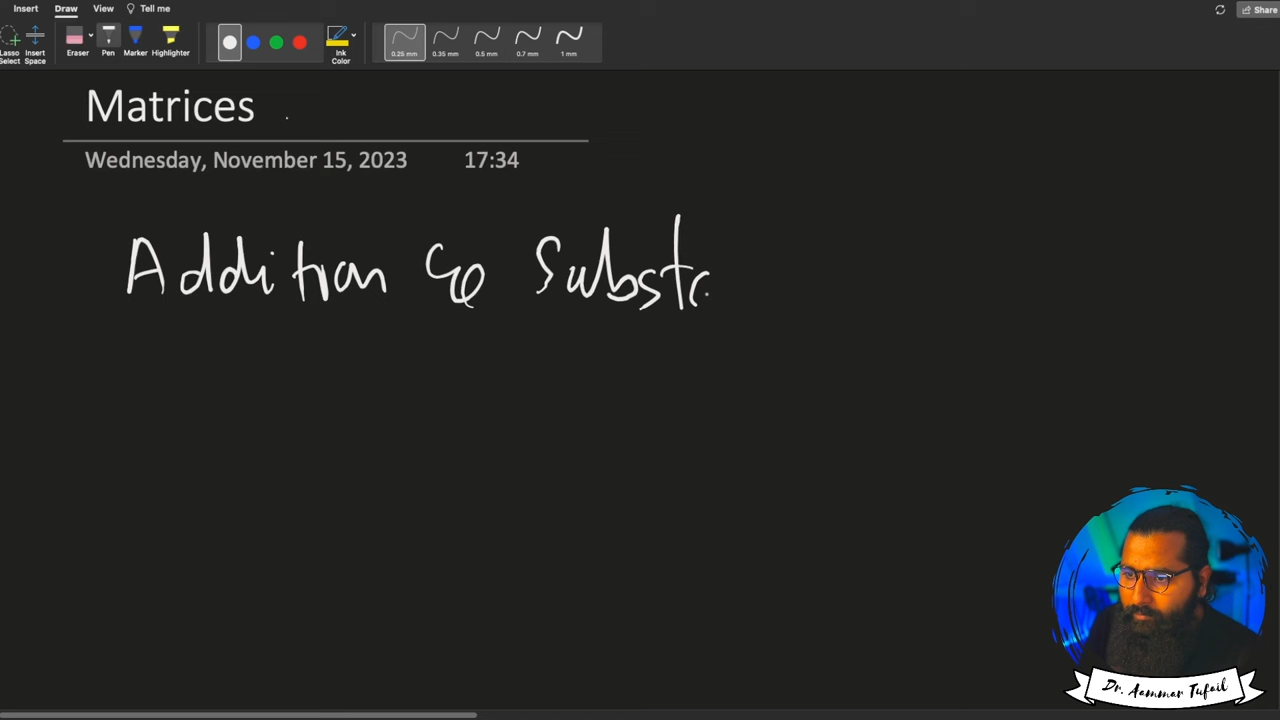 Insert Draw View Tell me
Share
Lasso Select
Insert Space
Eraser
Pen
Marker
Highlighter
Ink Color
0.25 mm
0.35 mm
0.5 mm
0.7 mm
1 mm
Matrices
Wednesday, November 15, 2023 17:34
Addition & Substr
Dr. Aammar Tufail